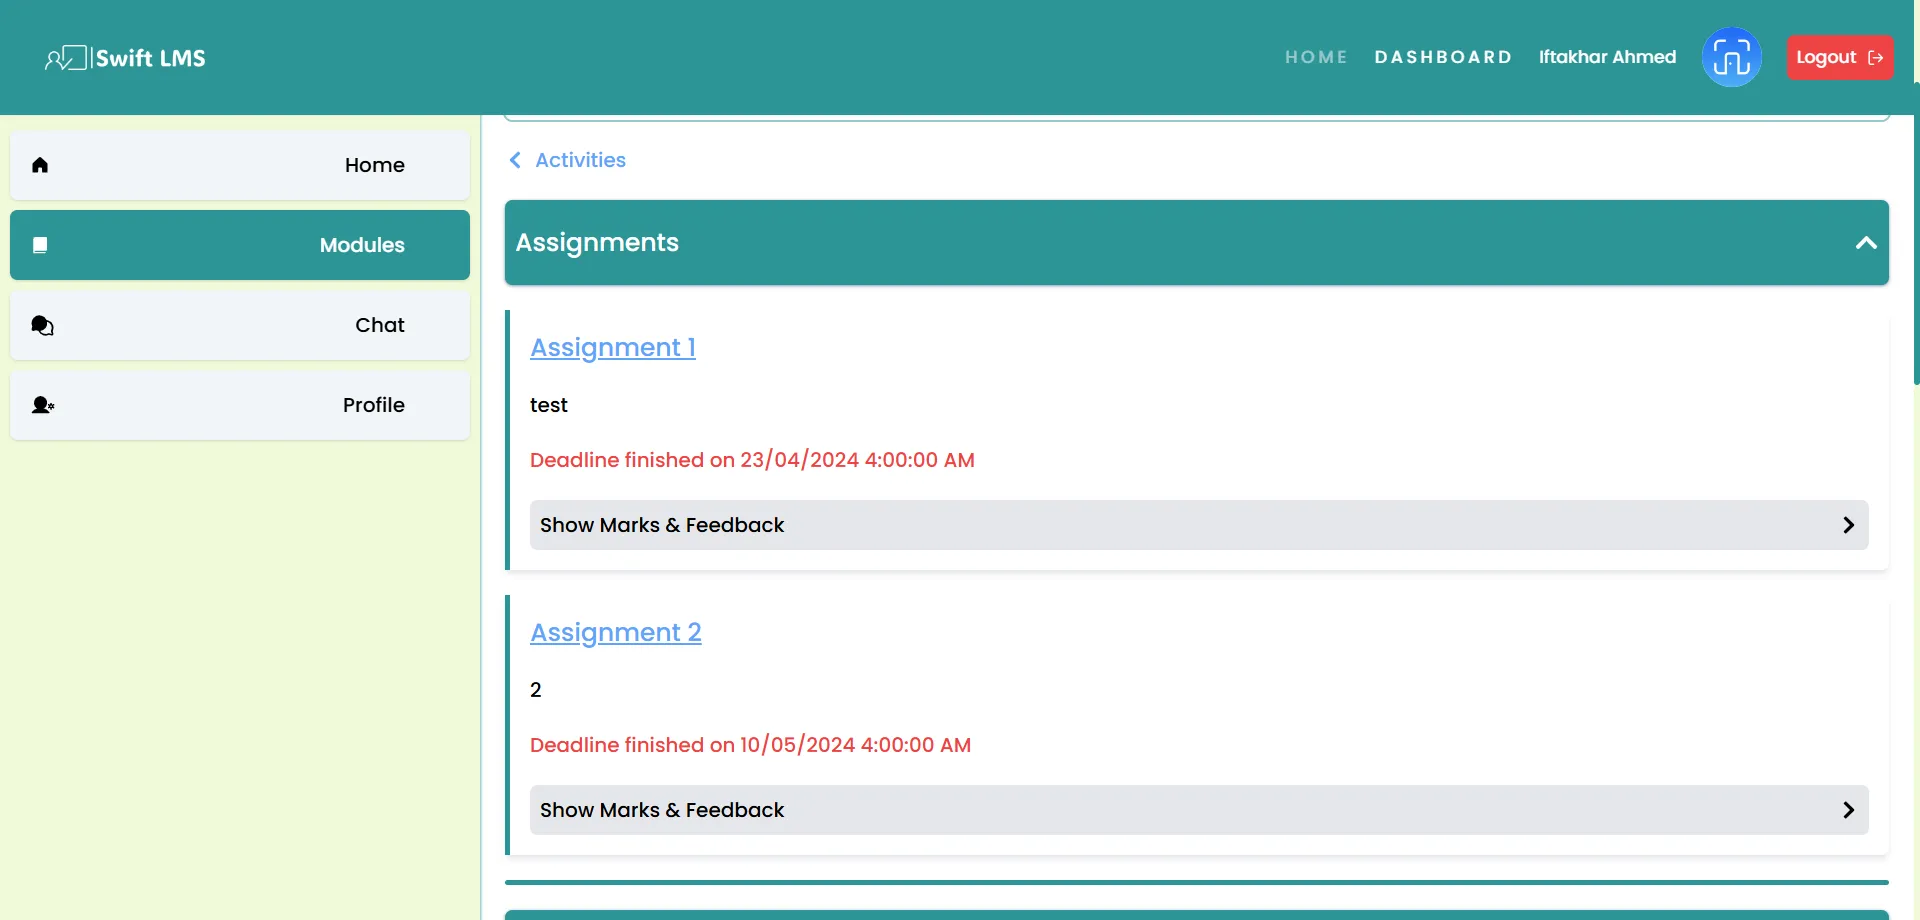 Swift LMS
HOME DASHBOARD Iftakhar Ahmed Logout
Home
Modules
Chat
Profile
Activities
Assignments
Assignment 1
test
Deadline finished on 23/04/2024 4:00:00 AM
Show Marks & Feedback
Assignment 2
2
Deadline finished on 10/05/2024 4:00:00 AM
Show Marks & Feedback